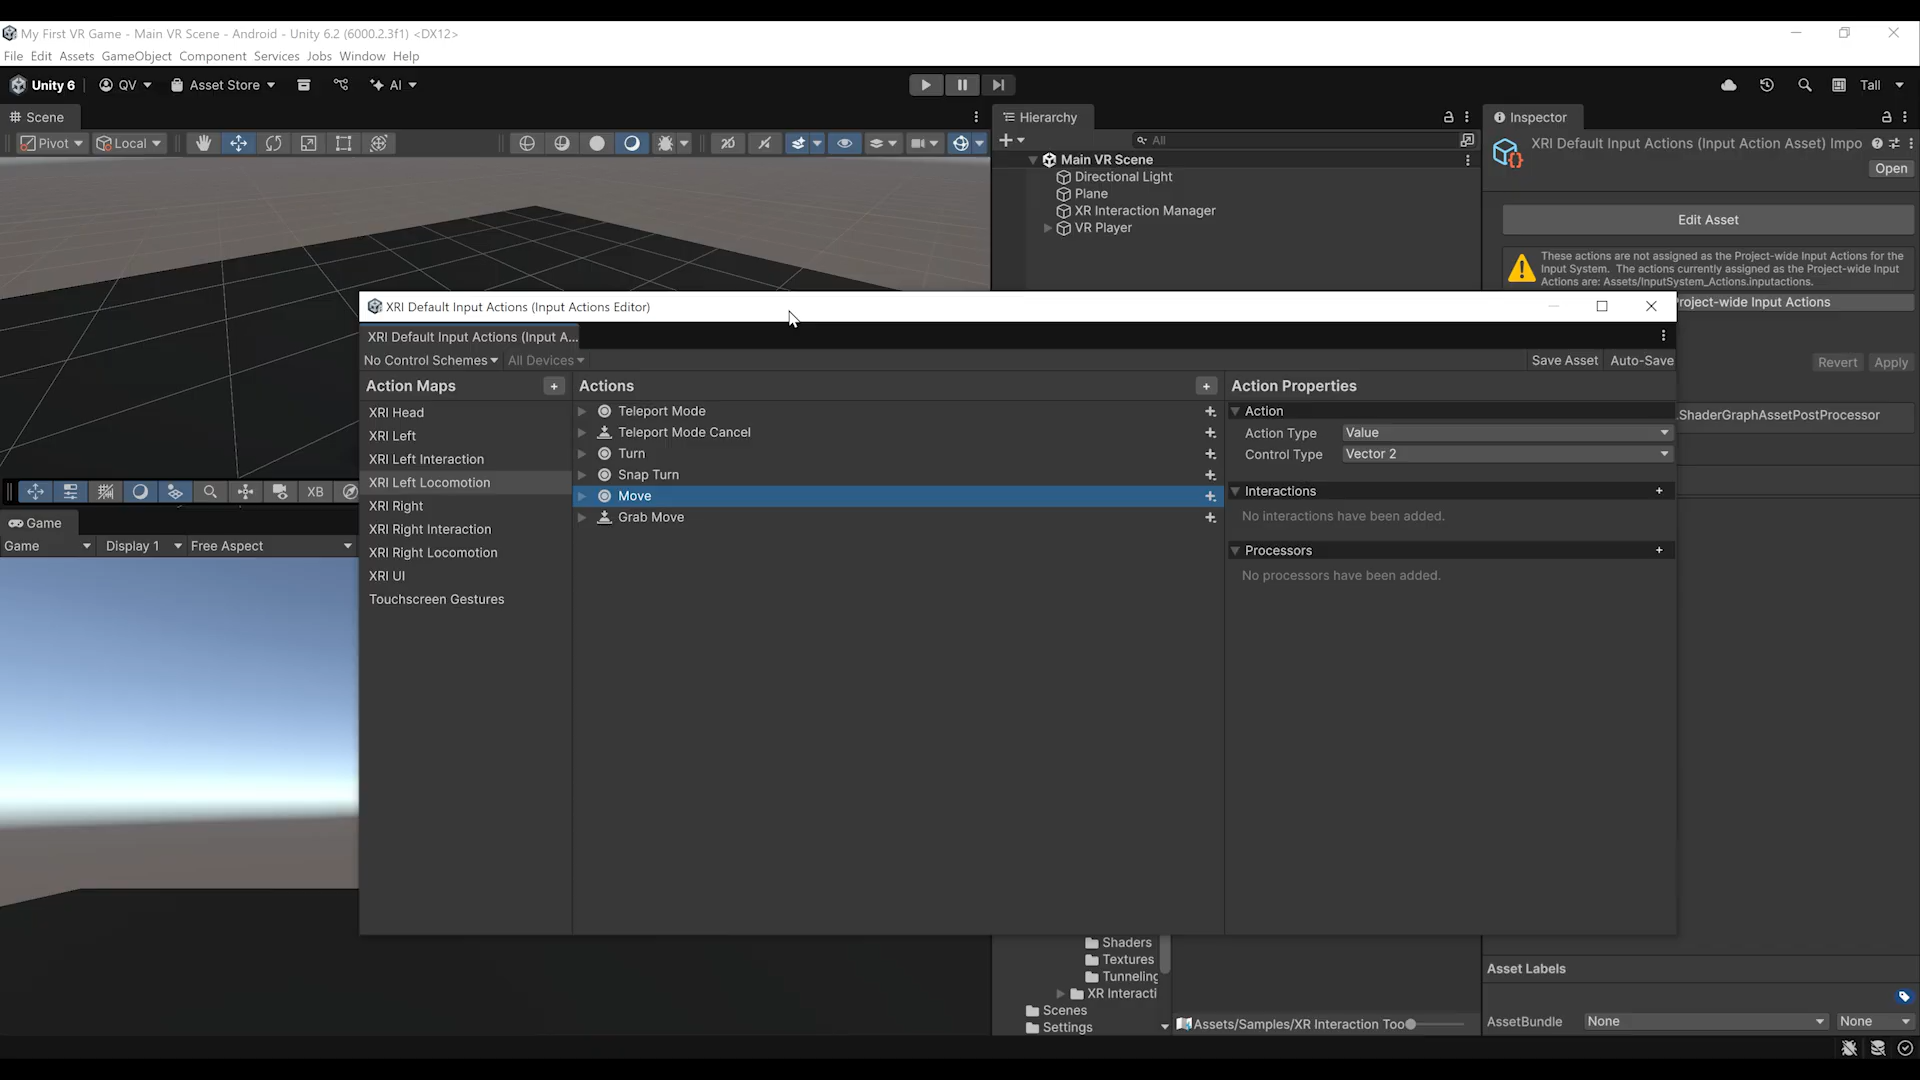 My First VR Game - Main VR Scene - Android - Unity 6.2 (6000.2.3f1) <DX12>
File Edit Assets GameObject Component Services Jobs Window Help
Unity 6 QV Asset Store AI Tall
Scene
Pivot Local
XB
Game
Game Display 1 Free Aspect
Hierarchy
All
Main VR Scene
Directional Light
Plane
XR Interaction Manager
VR Player
Inspector
XRI Default Input Actions (Input Action Asset) Impo
Open
Edit Asset
These actions are not assigned as the Project-wide Input Actions for the
Input System. The actions currently assigned as the Project-wide Input
Actions are: Assets/InputSystem_Actions.inputactions.
roject-wide Input Actions
Revert Apply
ShaderGraphAssetPostProcessor
XRI Default Input Actions (Input Actions Editor)
XRI Default Input Actions (Input A...
No Control Schemes All Devices Save Asset Auto-Save
Action Maps
XRI Head
XRI Left
XRI Left Interaction
XRI Left Locomotion
XRI Right
XRI Right Interaction
XRI Right Locomotion
XRI UI
Touchscreen Gestures
Actions
Teleport Mode
Teleport Mode Cancel
Turn
Snap Turn
Move
Grab Move
Action Properties
Action
Action Type Value
Control Type Vector 2
Interactions
No interactions have been added.
Processors
No processors have been added.
Shaders
Textures
Tunneling
XR Interacti
Scenes
Settings
Assets/Samples/XR Interaction Too
Asset Labels
AssetBundle None None